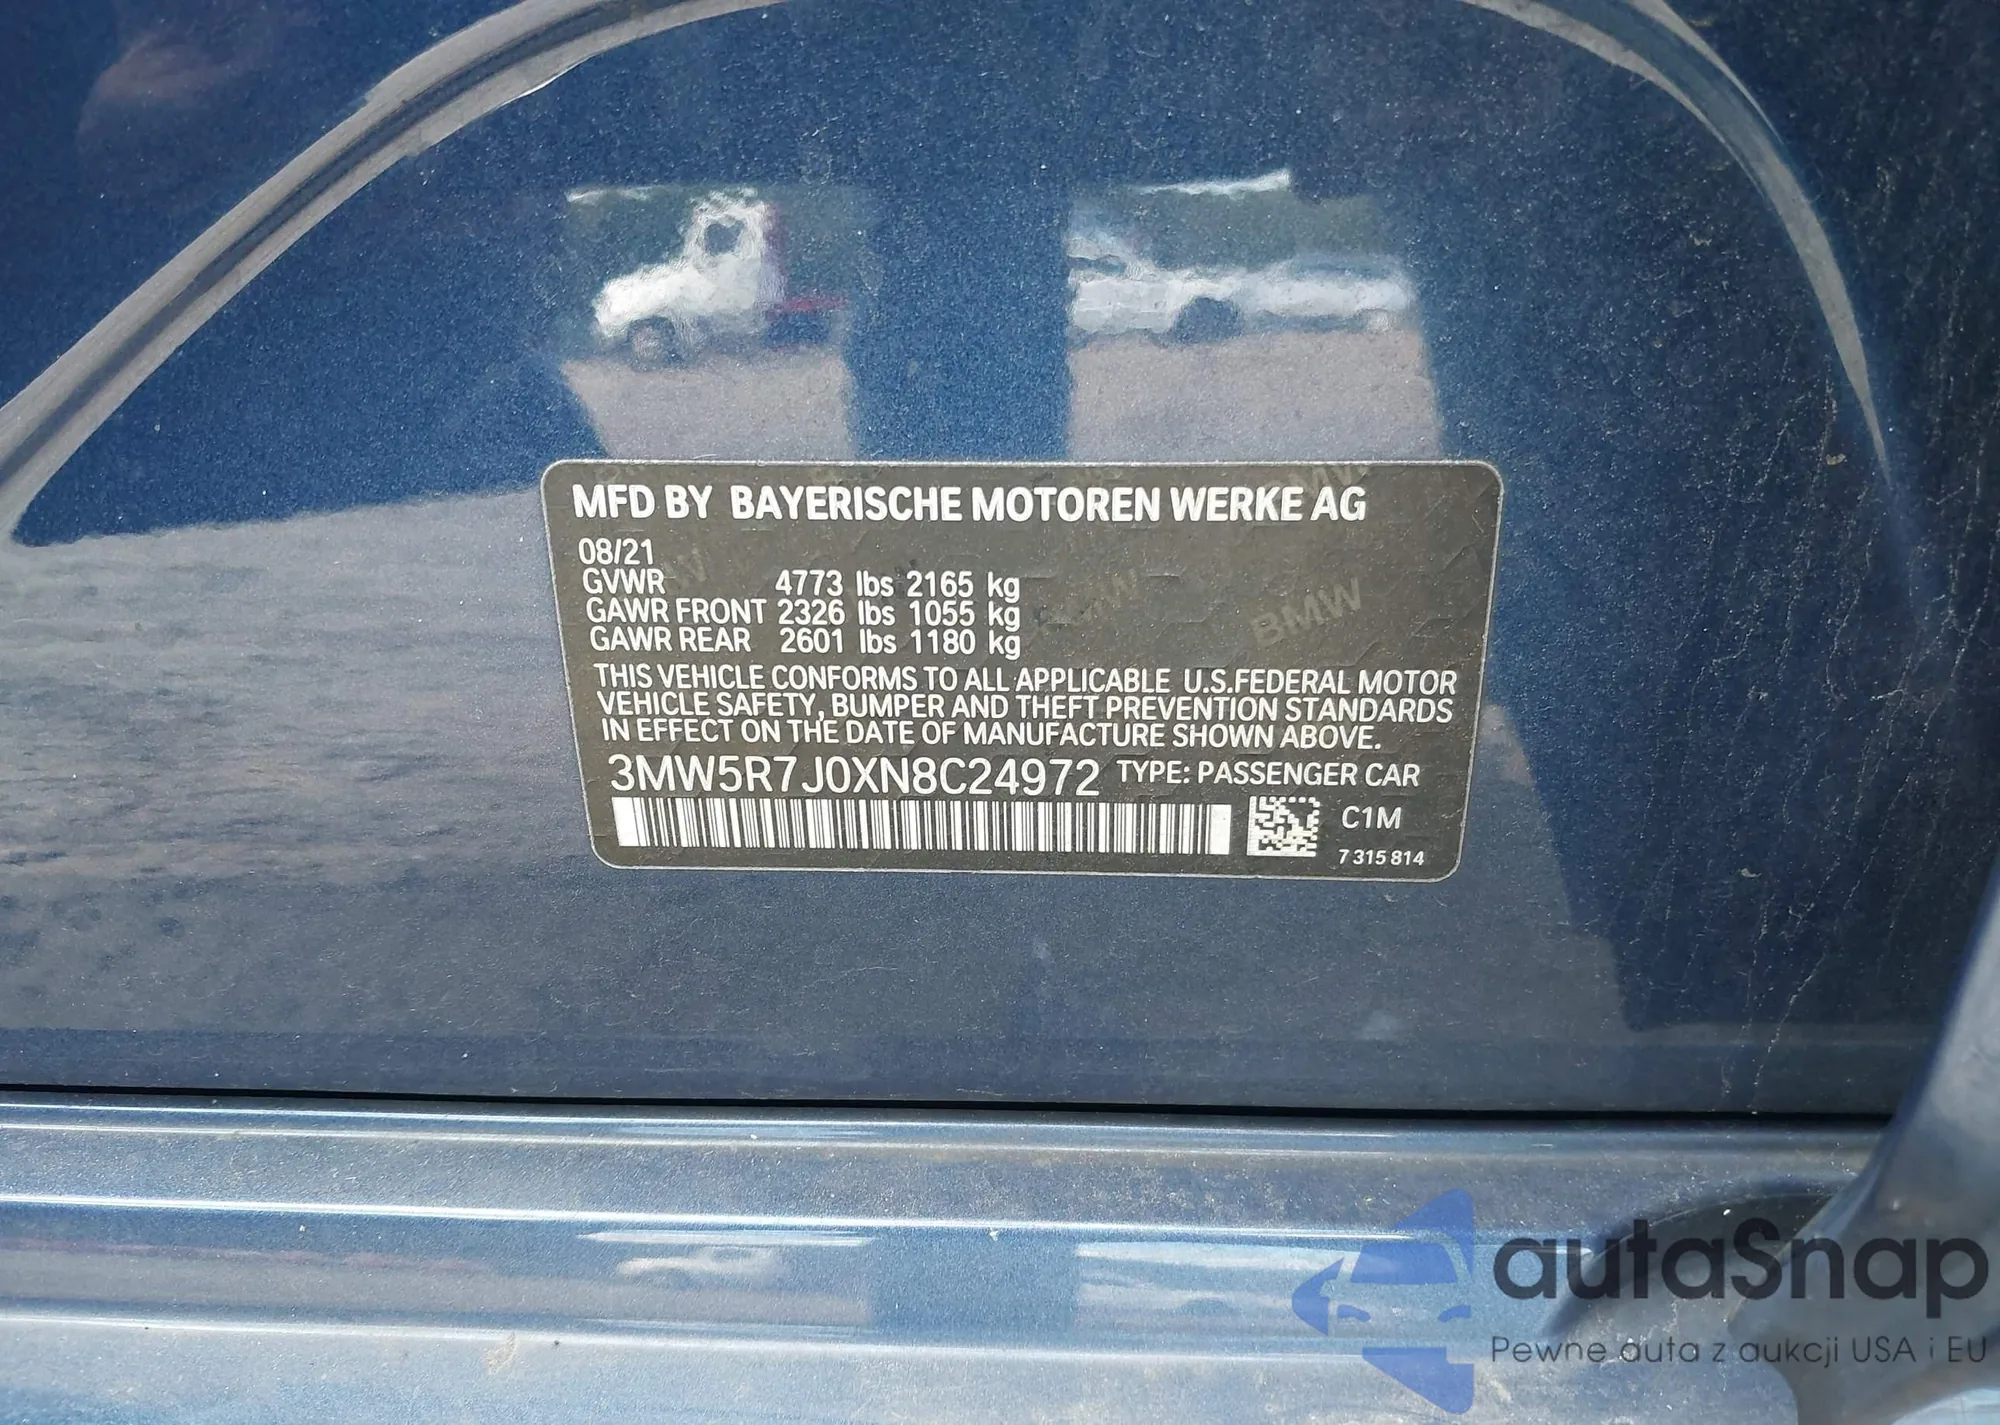 MFD BY BAYERISCHE MOTOREN WERKE AG
08/21
GVWR 4773 lbs 2165 kg
GAWR FRONT 2326 lbs 1055 kg
GAWR REAR 2601 lbs 1180 kg
THIS VEHICLE CONFORMS TO ALL APPLICABLE U.S.FEDERAL MOTOR
VEHICLE SAFETY, BUMPER AND THEFT PREVENTION STANDARDS
IN EFFECT ON THE DATE OF MANUFACTURE SHOWN ABOVE.
3MW5R7J0XN8C24972 TYPE: PASSENGER CAR
C1M
7 315 814
BMW
autaSnap
Pewne auta z aukcji USA i EU